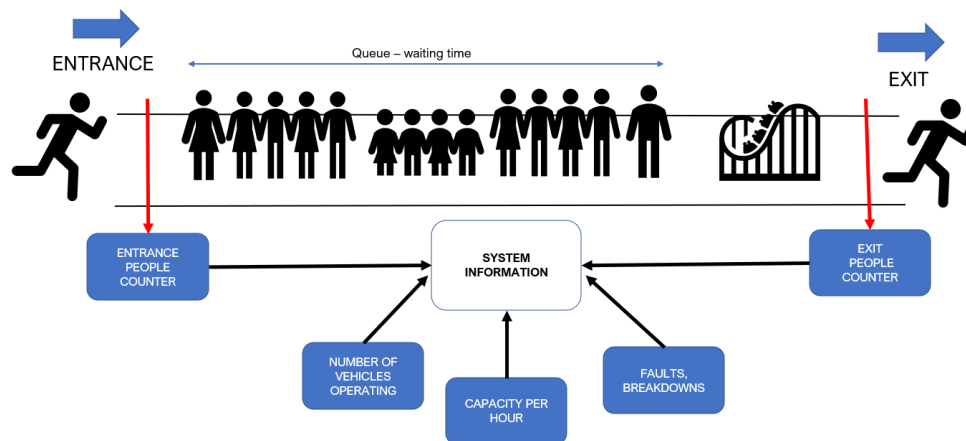 Queue – waiting time
ENTRANCE
EXIT
ENTRANCE
PEOPLE
COUNTER
SYSTEM
INFORMATION
EXIT
PEOPLE
COUNTER
NUMBER OF
VEHICLES
OPERATING
CAPACITY PER
HOUR
FAULTS,
BREAKDOWNS